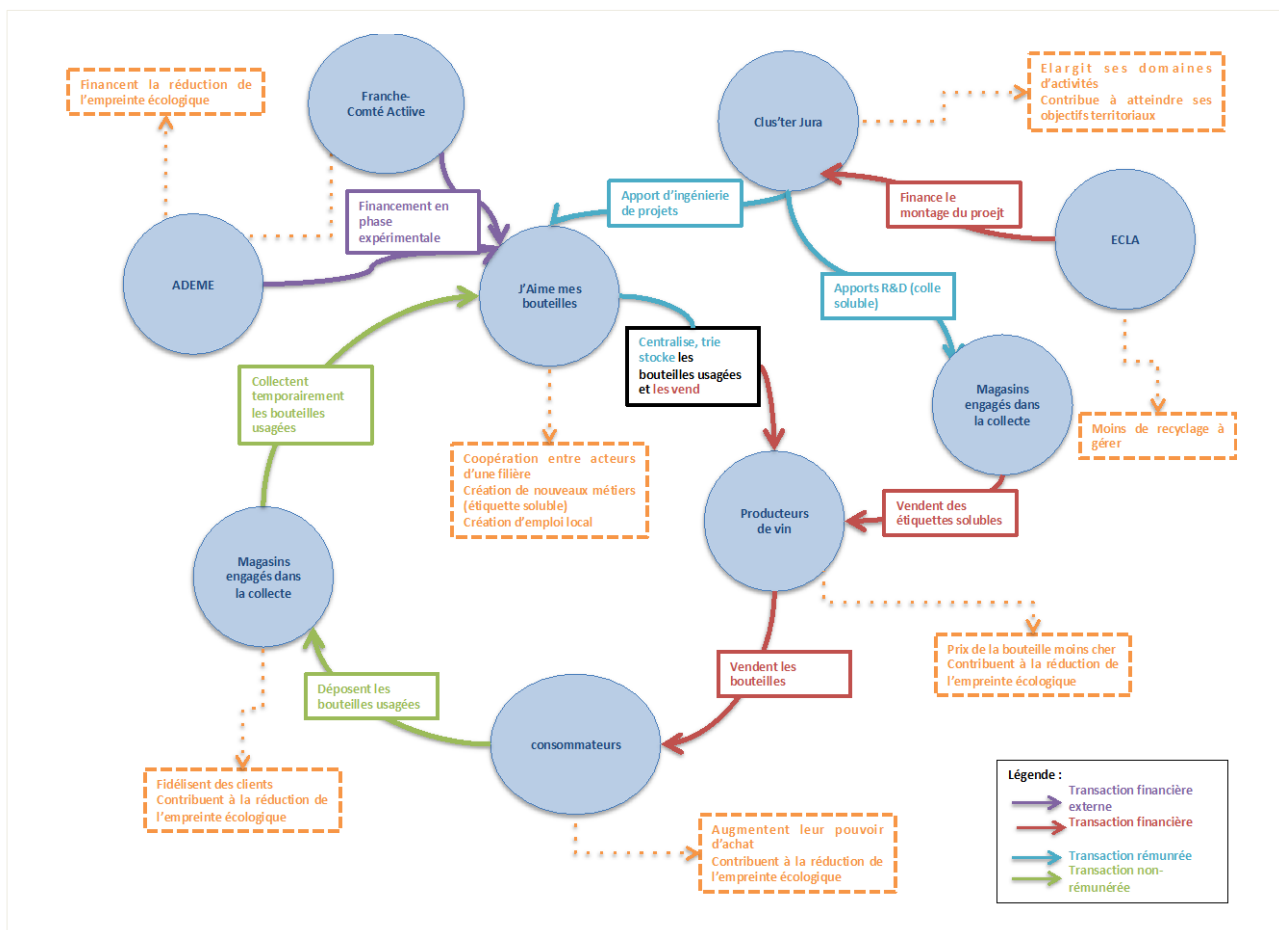 Financent la réduction de
l'empreinte écologique
Franche-
Comté Actiive
Clus'ter Jura
Elargit ses domaines
d'activités
Contribue à atteindre ses
objectifs territoriaux
Financement en
phase
expérimentale
Apport d'ingénierie
de projets
Finance le
montage du proejt
ECLA
ADEME
J'Aime mes
bouteilles
Apports R&D (colle
soluble)
Centralise, trie
stocke les
bouteilles usagées
et les vend
Collectent
temporairement
les bouteilles
usagées
Magasins
engagés dans
la collecte
Moins de recyclage à
gérer
Coopération entre acteurs
d'une filière
Création de nouveaux métiers
(étiquette soluble)
Création d'emploi local
Producteurs
de vin
Vendent des
étiquettes solubles
Magasins
engagés dans
la collecte
Prix de la bouteille moins cher
Contribuent à la réduction de
l'empreinte écologique
Vendent les
bouteilles
Déposent les
bouteilles usagées
consommateurs
Fidélisent des clients
Contribuent à la réduction de
l'empreinte écologique
Augmentent leur pouvoir
d'achat
Contribuent à la réduction de
l'empreinte écologique
Légende :
Transaction financière
externe
Transaction financière
Transaction rémunrée
Transaction non-
rémunérée